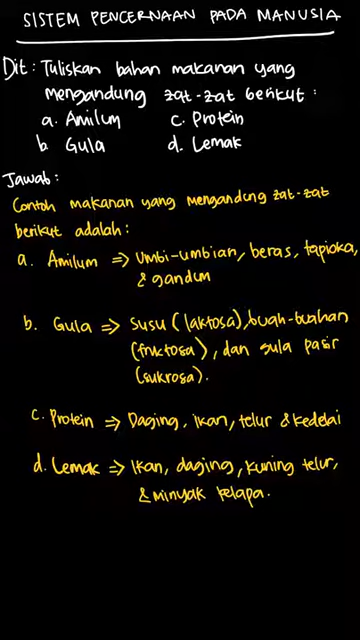 SISTEM PENCERNAAN PADA MANUSIA
Dit : Tuliskan bahan makanan yang
mengandung zat-zat berikut :
a. Amilum c. Protein
b. Gula d. Lemak
Jawab :
Contoh makanan yang mengandung zat-zat
berikut adalah :
a. Amilum => Umbi-umbian, beras, tapioka,
& gandum
b. Gula => Susu (laktosa), buah-buahan
(fruktosa), dan gula pasir
(sukrosa).
c. Protein => Daging, ikan, telur & kedelai
d. Lemak => Ikan, daging, kuning telur,
& minyak kelapa.